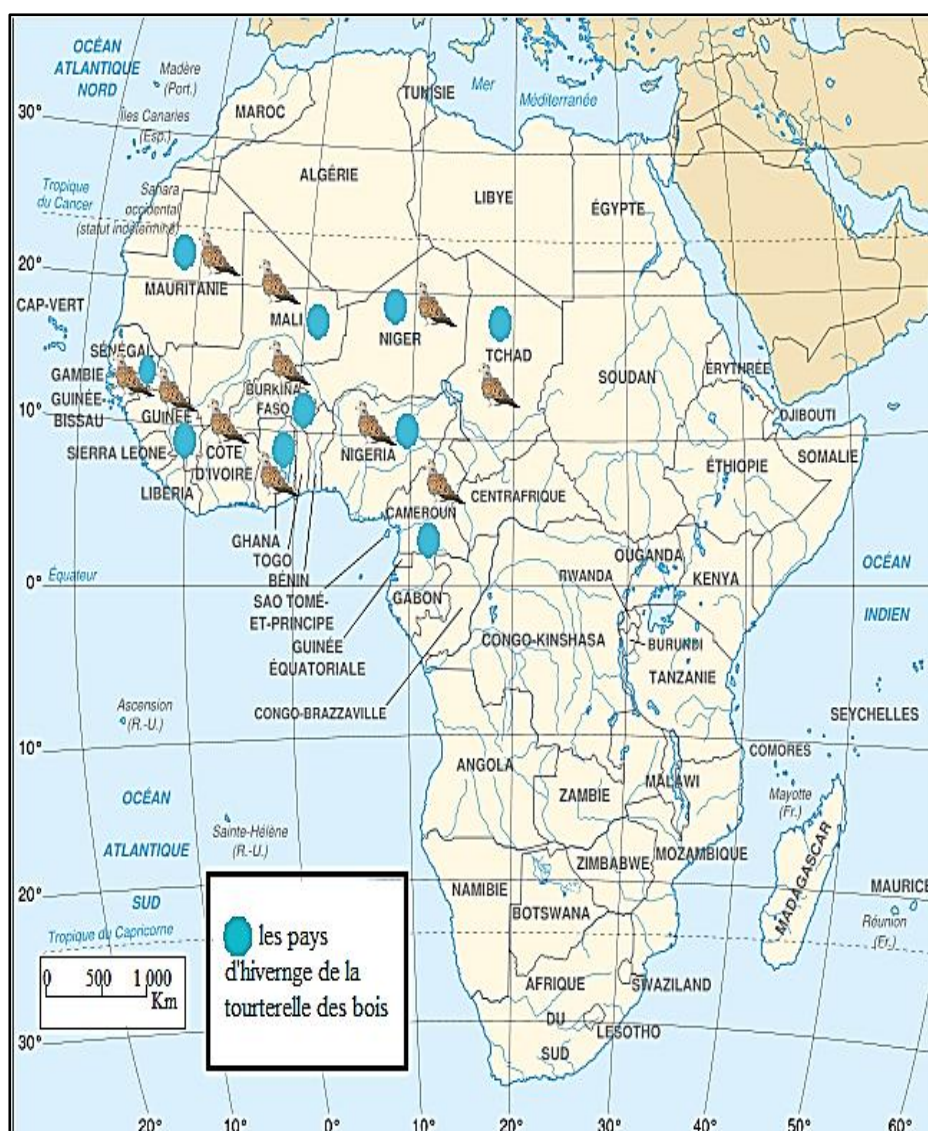 OCÉAN
ATLANTIQUE
NORD
Madère
(Port.)
Îles Canaries
(Esp.)
MAROC
TUNISIE
Mer
Méditerranée
30°
ALGÉRIE
LIBYE
ÉGYPTE
Tropique
du Cancer
Sahara
occidental
(statut indéterminé)
20°
MAURITANIE
MALI
NIGER
TCHAD
SOUDAN
ÉRYTHRÉE
CAP-VERT
SÉNÉGAL
GAMBIE
GUINÉE-
BISSAU
GUINÉE
BURKINA
FASO
10°
DJIBOUTI
SIERRA LEONE
CÔTE
D'IVOIRE
NIGERIA
ÉTHIOPIE
SOMALIE
LIBÉRIA
CENTRAFRIQUE
CAMEROUN
GHANA
TOGO
BÉNIN
SAO TOMÉ-
ET-PRINCIPE
GUINÉE
ÉQUATORIALE
CONGO-BRAZZAVILLE
Équateur
0°
GABON
OUGANDA
RWANDA
KENYA
OCÉAN
INDIEN
CONGO-KINSHASA
BURUNDI
TANZANIE
Ascension
(R.-U.)
SEYCHELLES
10°
COMORES
ANGOLA
MALAWI
Mayotte
(Fr.)
ZAMBIE
OCÉAN
ATLANTIQUE
SUD
Sainte-Hélène
(R.-U.)
MOZAMBIQUE
ZIMBABWE
MADAGASCAR
20°
NAMIBIE
BOTSWANA
MAURICE
Réunion
(Fr.)
Tropique du Capricorne
les pays
d'hivernge de la
tourterelle des bois
0 500 1 000
Km
AFRIQUE
DU
SUD
SWAZILAND
LESOTHO
30°
20° 10° 0° 10° 20° 30° 40° 50° 60°